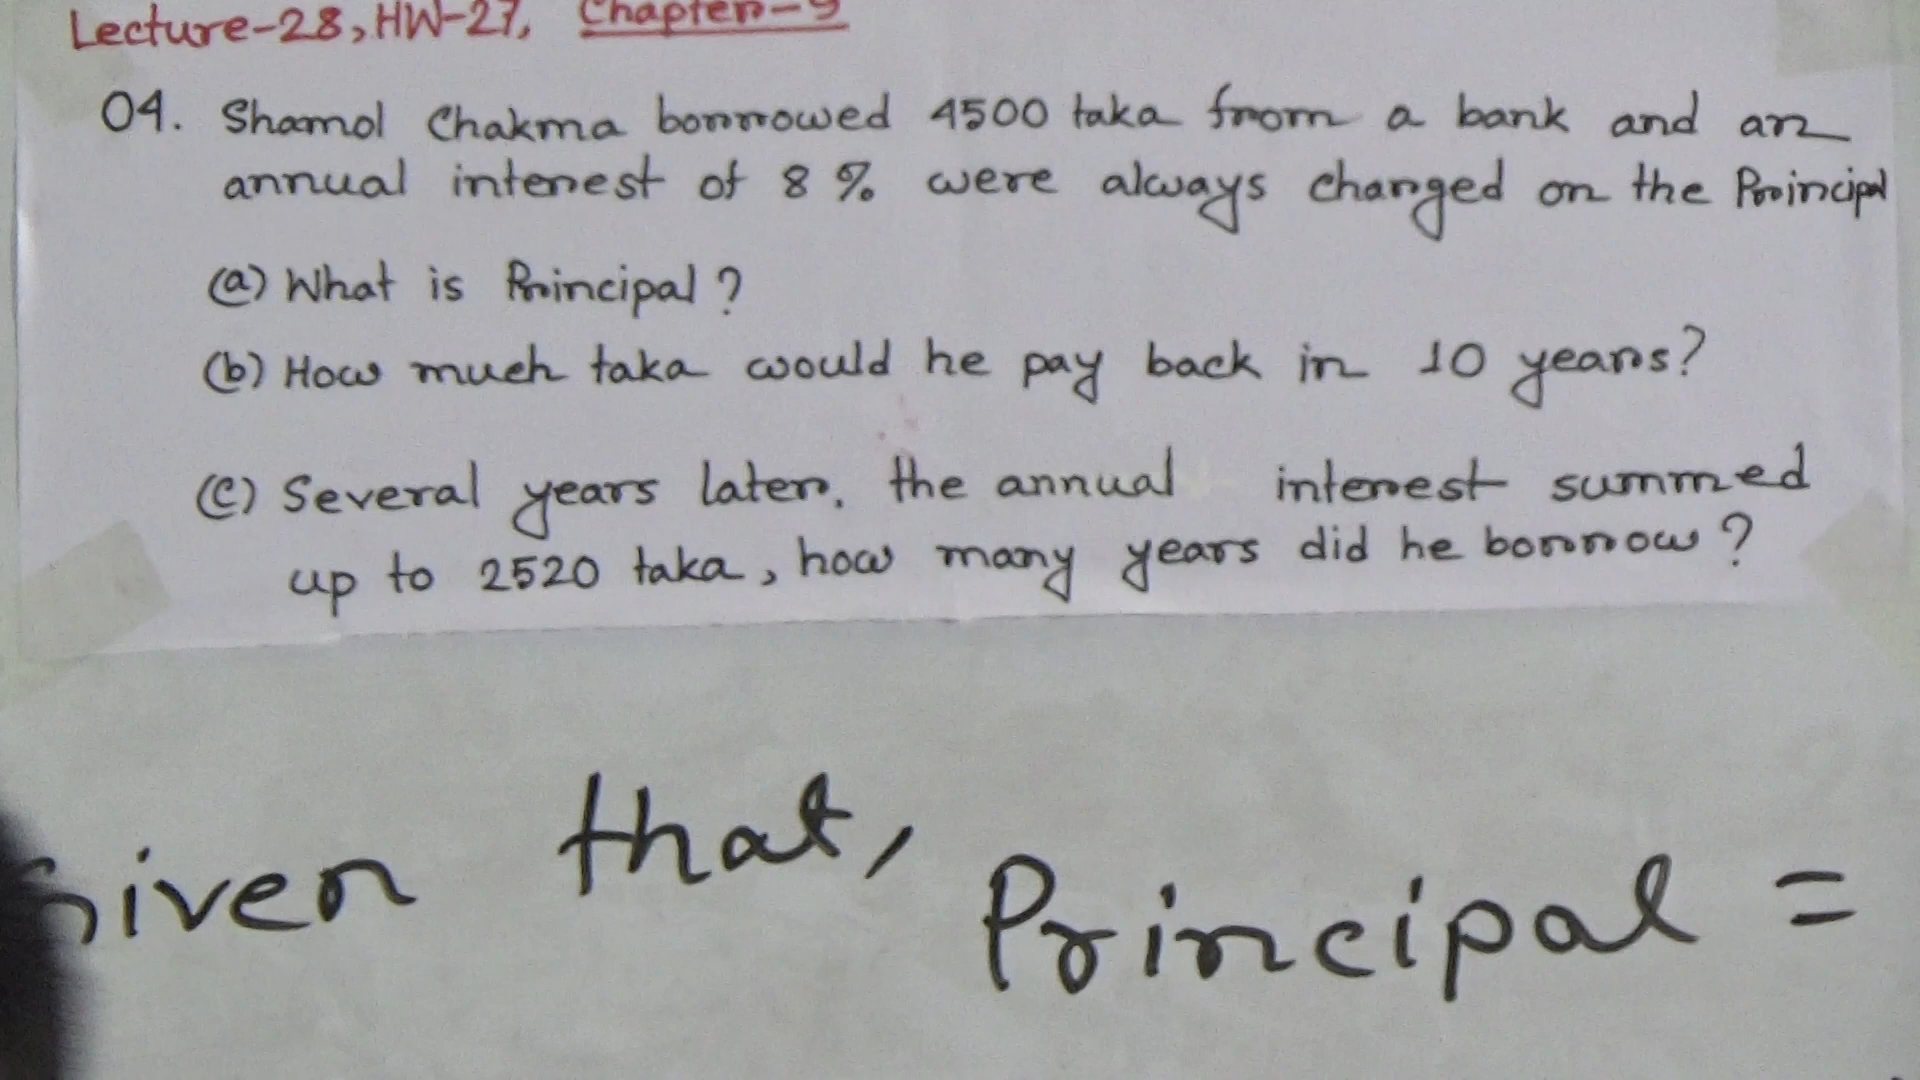 Lecture-28, HW-27, Chapter-9
04. Shamol Chakma borrowed 4500 taka from a bank and an
annual interest of 8 % were always charged on the Principal
(a) What is Principal?
(b) How much taka would he pay back in 10 years?
(c) Several years later, the annual interest summed
up to 2520 taka, how many years did he borrow?
Given that, Principal =